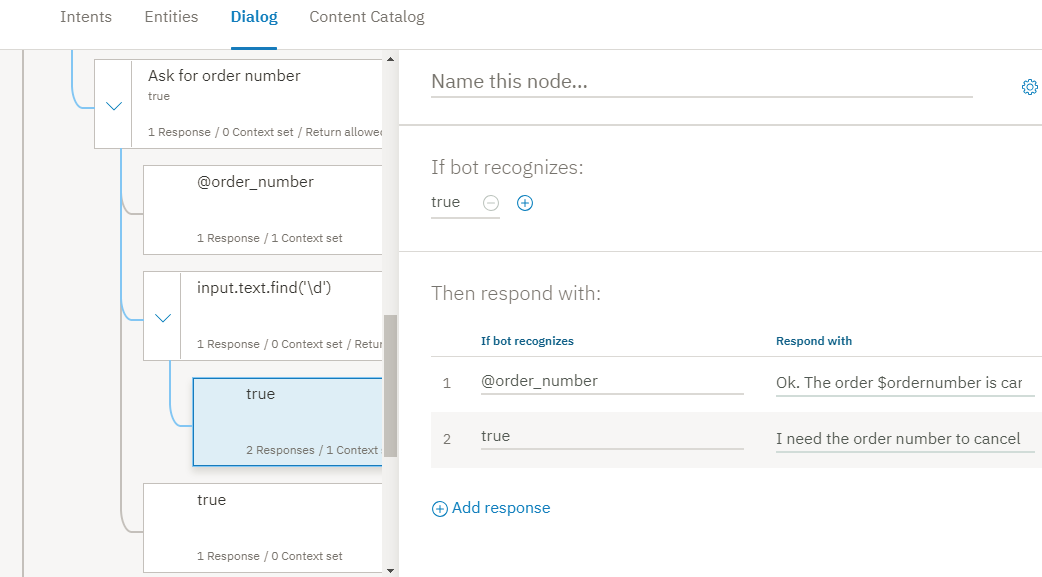 Intents Entities Dialog Content Catalog
Ask for order number
true
1 Response / 0 Context set / Return allowed
@order_number
1 Response / 1 Context set
input.text.find('\d')
1 Response / 0 Context set / Retur
true
2 Responses / 1 Context
true
1 Response / 0 Context set
Name this node...
If bot recognizes:
true
Then respond with:
If bot recognizes Respond with
1 @order_number Ok. The order $ordernumber is car
2 true I need the order number to cancel
Add response